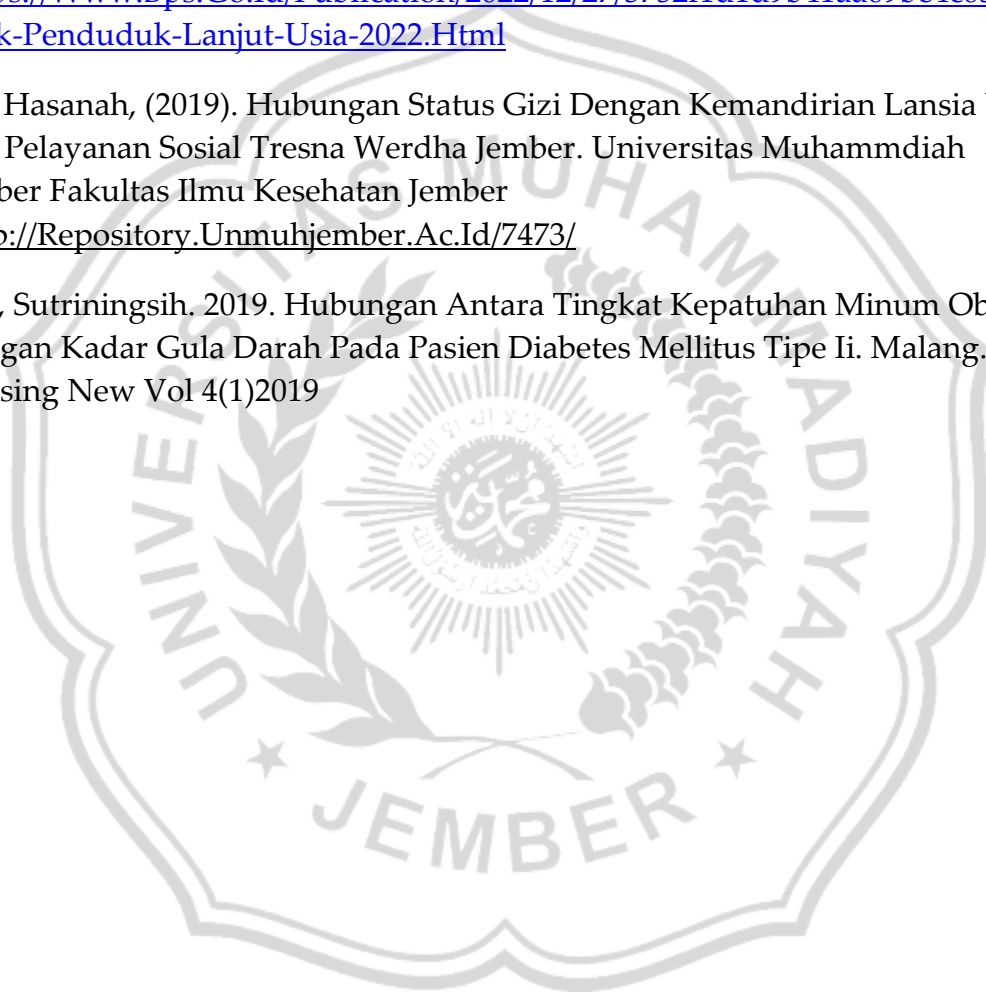 k-Penduduk-Lanjut-Usia-2022.Html
Hasanah, (2019). Hubungan Status Gizi Dengan Kemandirian Lansia
Pelayanan Sosial Tresna Werdha Jember. Universitas Muhammdiah
ber Fakultas Ilmu Kesehatan Jember
p://Repository.Unmuhjember.Ac.Id/7473/
, Sutriningsih. 2019. Hubungan Antara Tingkat Kepatuhan Minum Ob
gan Kadar Gula Darah Pada Pasien Diabetes Mellitus Tipe Ii. Malang.
sing New Vol 4(1)2019
UNIVERSITAS MUHAMMADIYAH
JEMBER